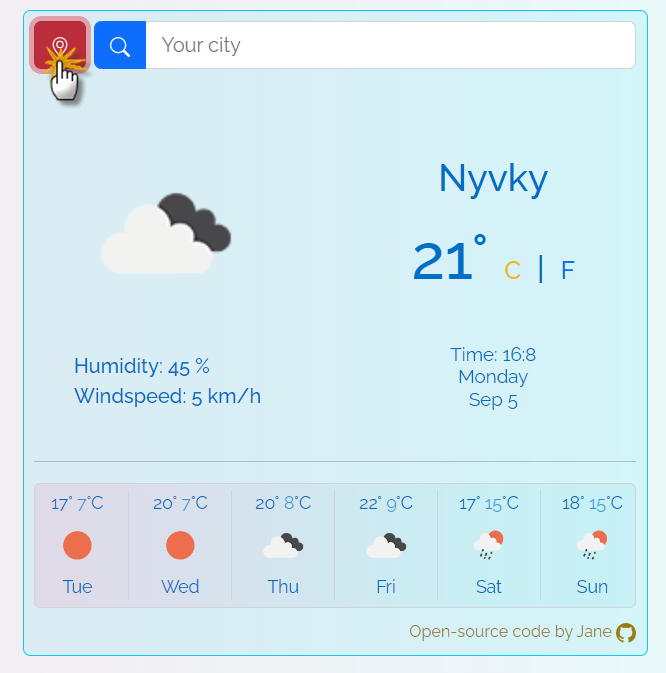 Your city
Nyvky
21° C | F
Humidity: 45 %
Windspeed: 5 km/h
Time: 16:8
Monday
Sep 5
17° 7°C
20° 7°C
20° 8°C
22° 9°C
17° 15°C
18° 15°C
Tue
Wed
Thu
Fri
Sat
Sun
Open-source code by Jane